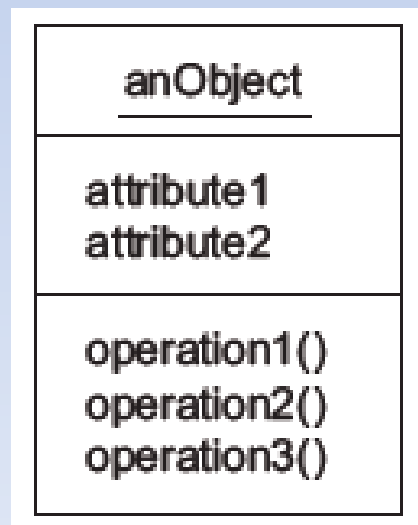 anObject
attribute1
attribute2
operation1()
operation2()
operation3()